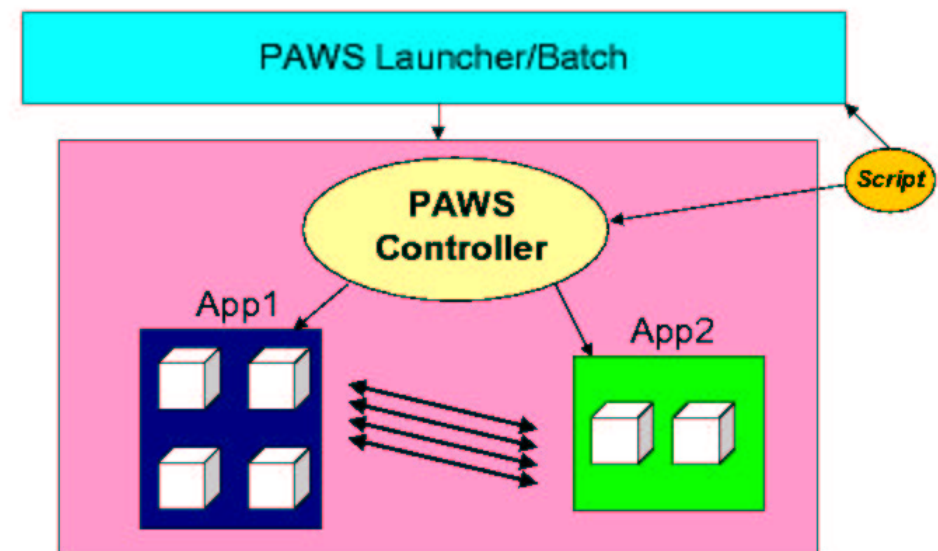 PAWS Launcher/Batch
Script
PAWS
Controller
App1
App2